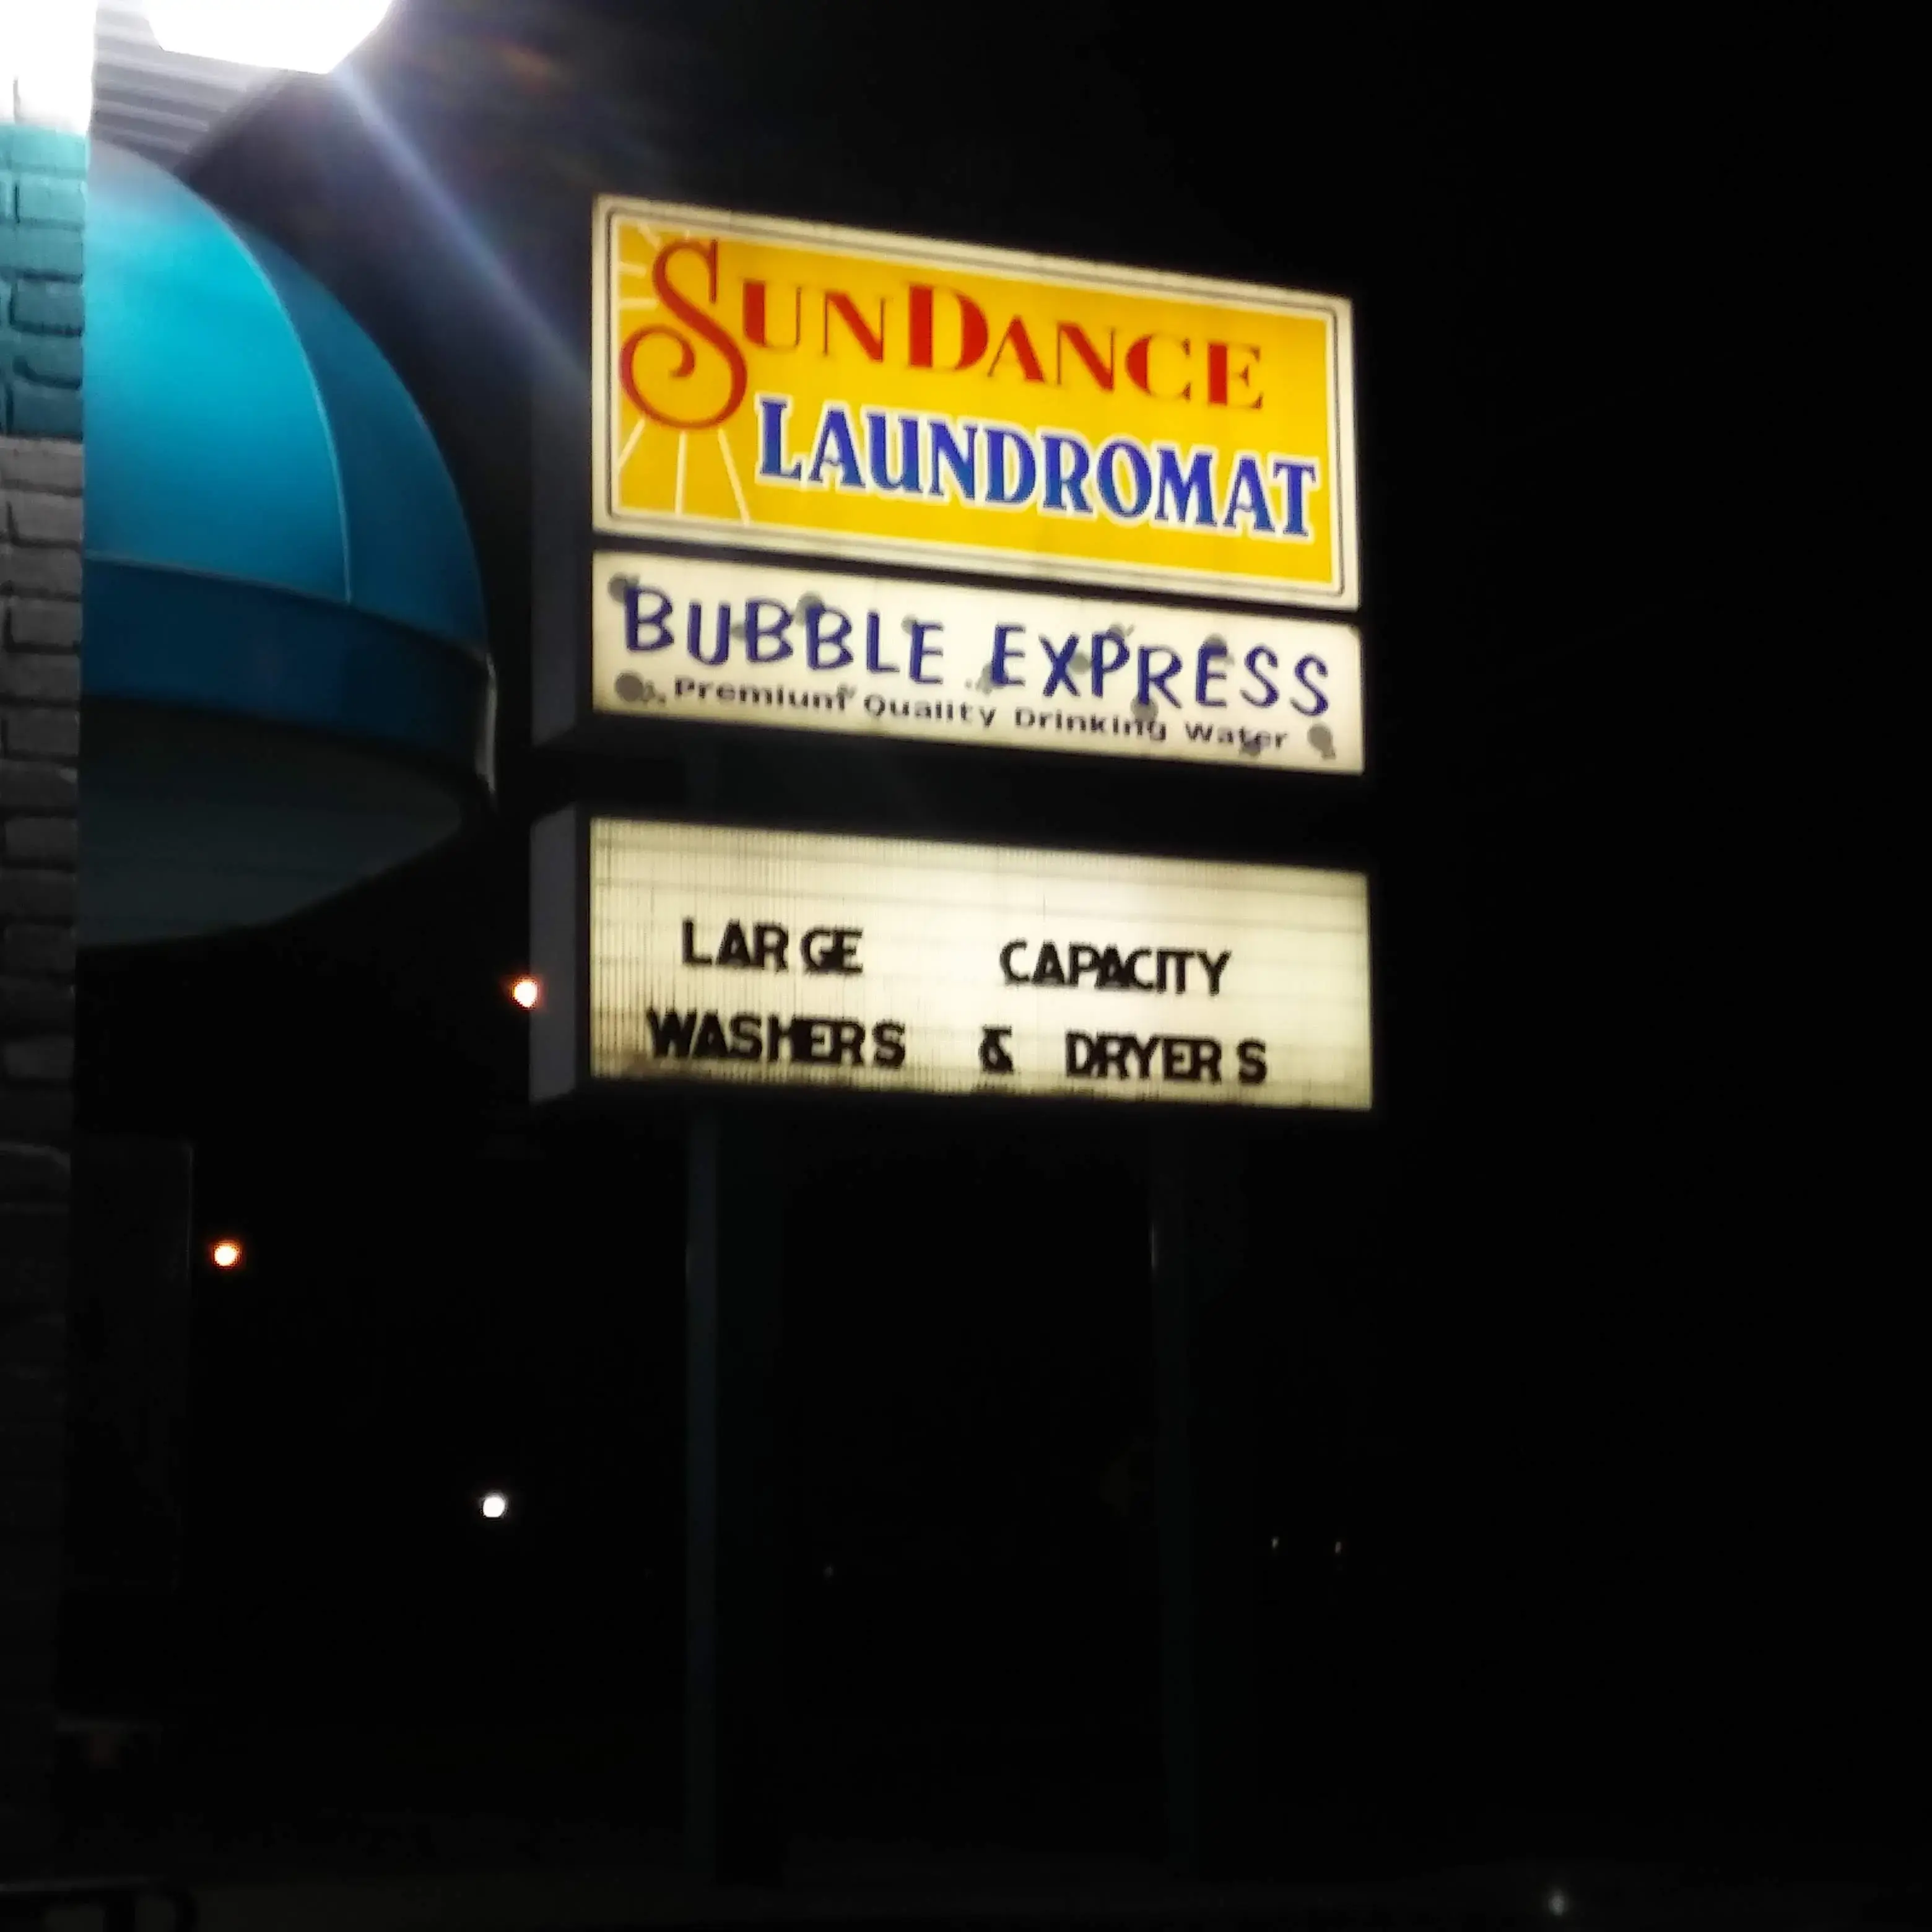 SUNDANCE
LAUNDROMAT
BUBBLE EXPRESS
Premium Quality Drinking Water
LARGE CAPACITY
WASHERS & DRYERS